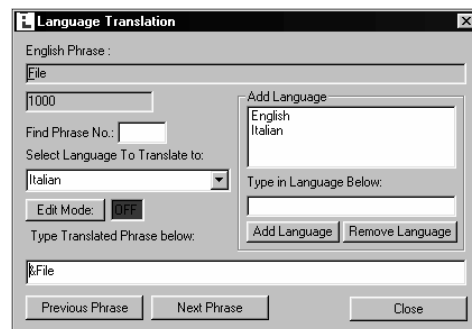 Language Translation
English Phrase :
File
1000
Find Phrase No.:
Select Language To Translate to:
Italian
Edit Mode: OFF
Type Translated Phrase below:
Add Language
English
Italian
Type in Language Below:
Add Language Remove Language
&File
Previous Phrase Next Phrase Close